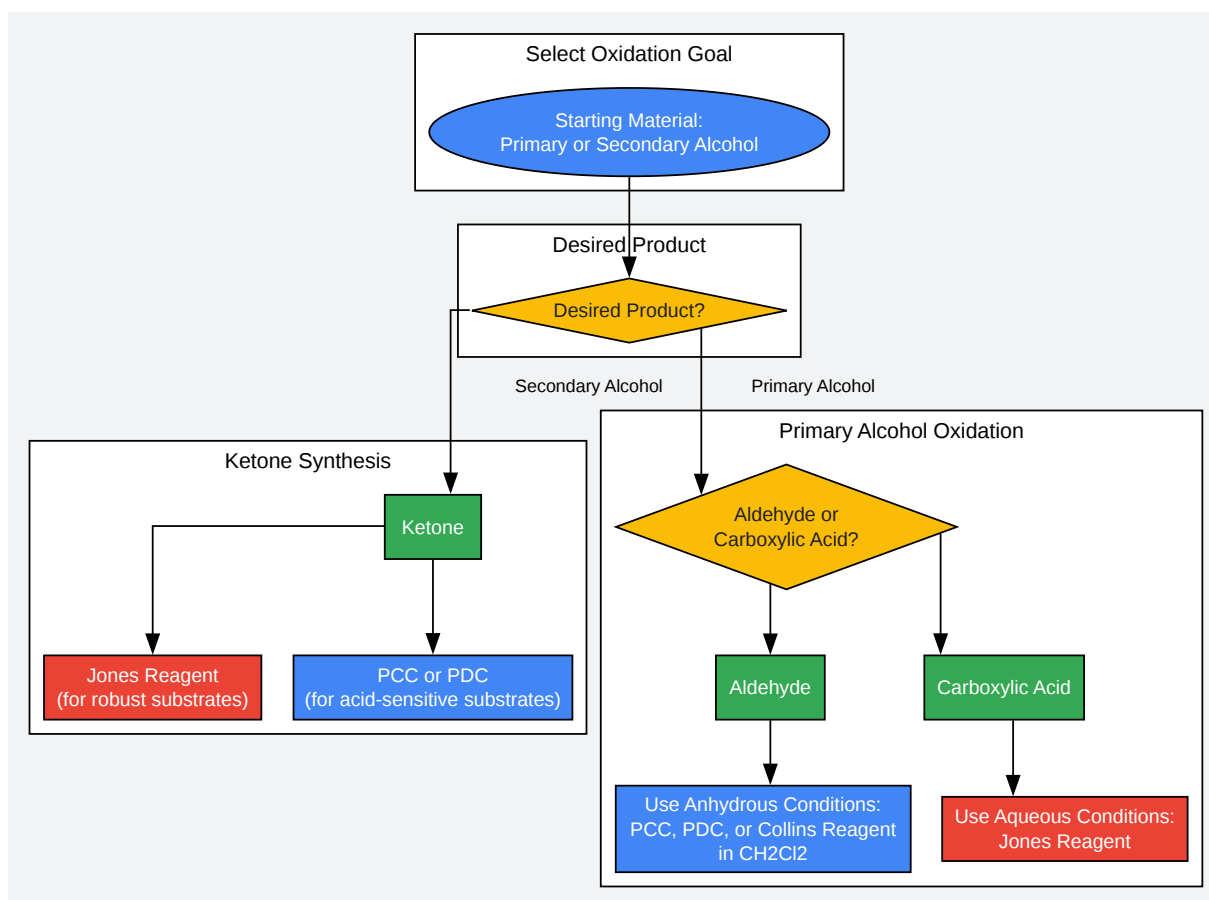 Select Oxidation Goal
Starting Material:
Primary or Secondary Alcohol
Desired Product
Desired Product?
Secondary Alcohol
Primary Alcohol
Ketone Synthesis
Ketone
Jones Reagent
(for robust substrates)
PCC or PDC
(for acid-sensitive substrates)
Primary Alcohol Oxidation
Aldehyde or
Carboxylic Acid?
Aldehyde
Carboxylic Acid
Use Anhydrous Conditions:
PCC, PDC, or Collins Reagent
in CH2Cl2
Use Aqueous Conditions:
Jones Reagent